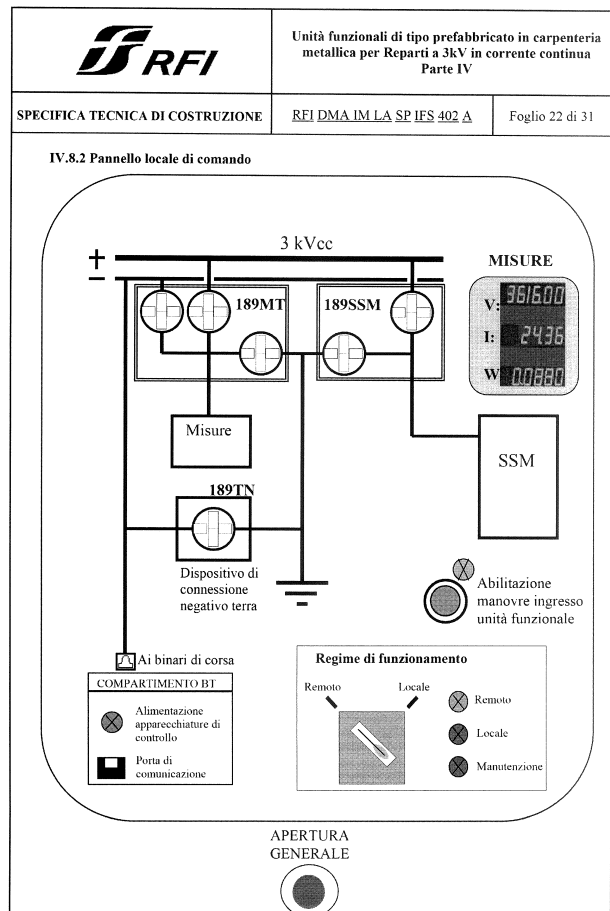 RFI
Unità funzionali di tipo prefabbricato in carpenteria
metallica per Reparti a 3kV in corrente continua
Parte IV
SPECIFICA TECNICA DI COSTRUZIONE
RFI DMA IM LA SP IFS 402 A
Foglio 22 di 31
IV.8.2 Pannello locale di comando
3 kVcc
+
–
MISURE
189MT
189SSM
V: 3616.00
I: 24.36
W 0.0880
Misure
SSM
189TN
Dispositivo di
connessione
negativo terra
Abilitazione
manovre ingresso
unità funzionale
Ai binari di corsa
COMPARTIMENTO BT
Alimentazione
apparecchiature di
controllo
Porta di
comunicazione
Regime di funzionamento
Remoto
Locale
Remoto
Locale
Manutenzione
APERTURA
GENERALE